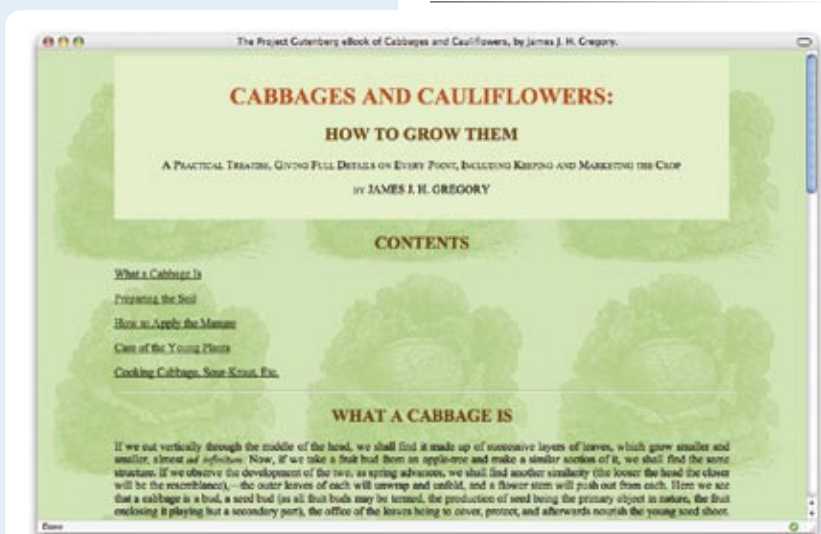 The Project Gutenberg eBook of Cabbages and Cauliflowers, by James J. H. Gregory.
CABBAGES AND CAULIFLOWERS:
HOW TO GROW THEM
A Practical Treatise, Giving Full Details on Every Point, Including Keeping and Marketing the Crop
by JAMES J. H. GREGORY
CONTENTS
What a Cabbage Is
Preparing the Soil
How to Apply the Manure
Care of the Young Plants
Cooking Cabbage, Sour-Kraut, Etc.
WHAT A CABBAGE IS
If we cut vertically through the middle of the head, we shall find it made up of successive layers of leaves, which grow smaller and
smaller, almost ad infinitum. Now, if we take a fruit bud from an apple-tree and make a similar section of it, we shall find the same
structure. If we observe the development of the two, as spring advances, we shall find another similarity (the looser the head the closer
will be the resemblance),—the outer leaves of each will unwrap and unfold, and a flower stem will push out from each. Here we see
that a cabbage is a bud, a seed bud (as all fruit buds may be termed, the production of seed being the primary object in nature, the fruit
enclosing it playing but a secondary part), the office of the leaves being to cover, protect, and afterwards nourish the young seed shoot.
Done